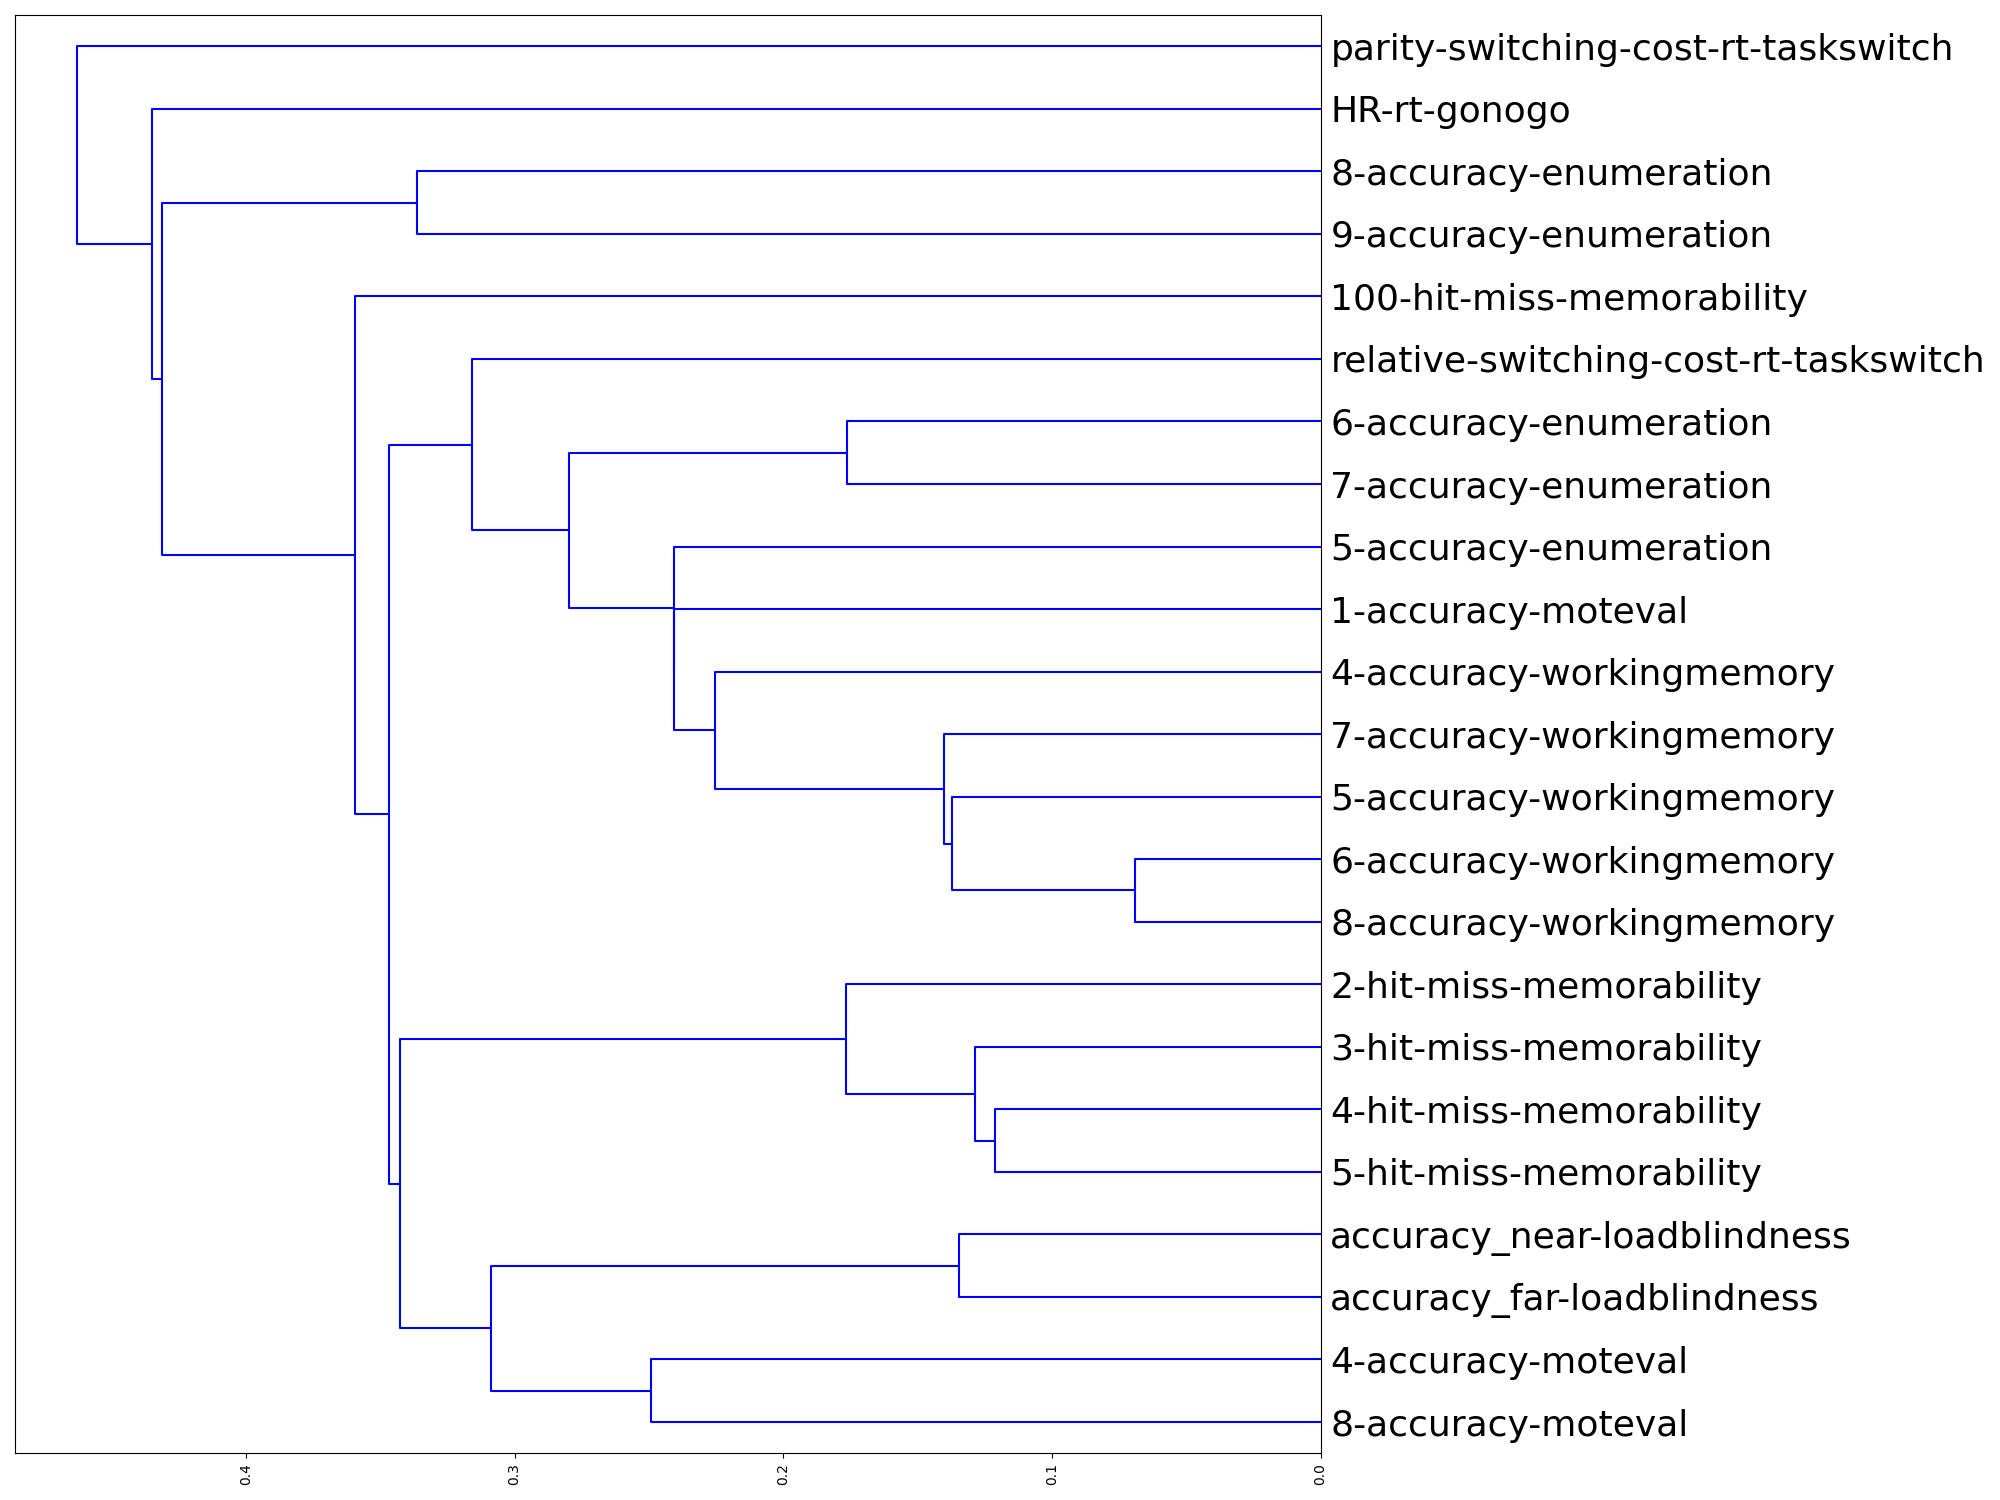 parity-switching-cost-rt-taskswitch
HR-rt-gonogo
8-accuracy-enumeration
9-accuracy-enumeration
100-hit-miss-memorability
relative-switching-cost-rt-taskswitch
6-accuracy-enumeration
7-accuracy-enumeration
5-accuracy-enumeration
1-accuracy-moteval
4-accuracy-workingmemory
7-accuracy-workingmemory
5-accuracy-workingmemory
6-accuracy-workingmemory
8-accuracy-workingmemory
2-hit-miss-memorability
3-hit-miss-memorability
4-hit-miss-memorability
5-hit-miss-memorability
accuracy_near-loadblindness
accuracy_far-loadblindness
4-accuracy-moteval
8-accuracy-moteval
0.4
0.3
0.2
0.1
0.0